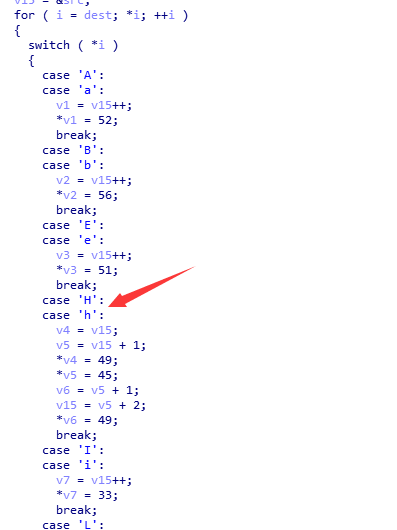 v15 = &src;
for ( i = dest; *i; ++i )
{
switch ( *i )
{
case 'A':
case 'a':
v1 = v15++;
*v1 = 52;
break;
case 'B':
case 'b':
v2 = v15++;
*v2 = 56;
break;
case 'E':
case 'e':
v3 = v15++;
*v3 = 51;
break;
case 'H':
case 'h':
v4 = v15;
v5 = v15 + 1;
*v4 = 49;
*v5 = 45;
v6 = v5 + 1;
v15 = v5 + 2;
*v6 = 49;
break;
case 'I':
case 'i':
v7 = v15++;
*v7 = 33;
break;
case 'L':